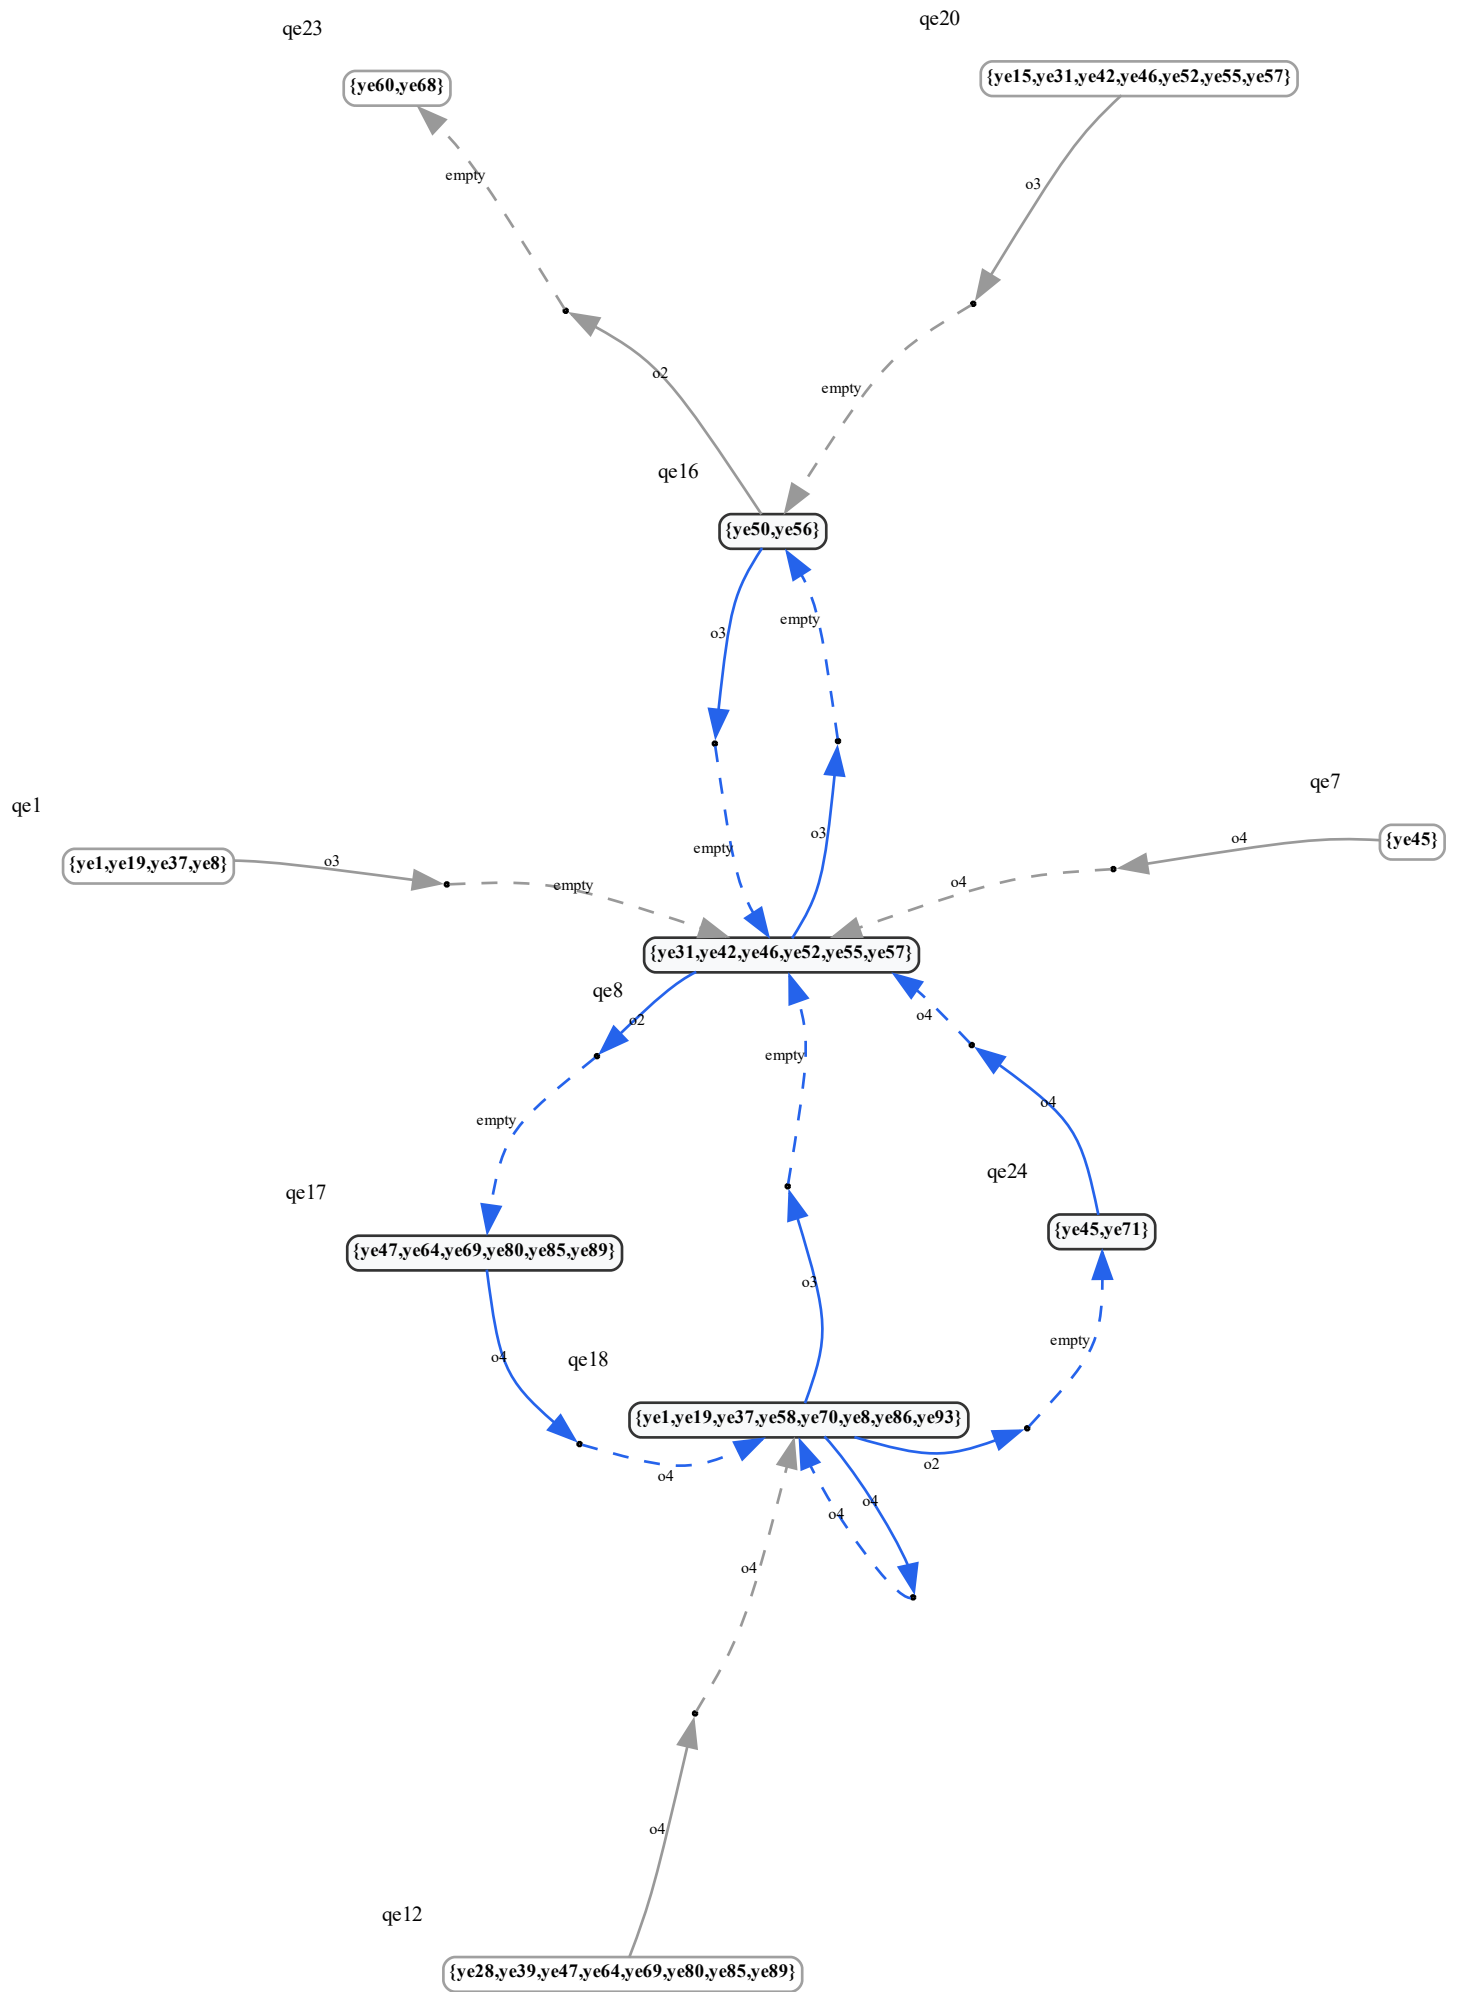 qe20
qe23
{ye15,ye31,ye42,ye46,ye52,ye55,ye57}
{ye60,ye68}
empty
o3
o2
empty
qe16
{ye50,ye56}
empty
o3
qe7
qe1
o3
o4
{ye45}
empty
o3
{ye1,ye19,ye37,ye8}
o4
empty
{ye31,ye42,ye46,ye52,ye55,ye57}
qe8
o4
o2
empty
o4
empty
qe24
qe17
{ye45,ye71}
{ye47,ye64,ye69,ye80,ye85,ye89}
o3
empty
o4
qe18
{ye1,ye19,ye37,ye58,ye70,ye8,ye86,ye93}
o2
o4
o4
o4
o4
o4
qe12
{ye28,ye39,ye47,ye64,ye69,ye80,ye85,ye89}